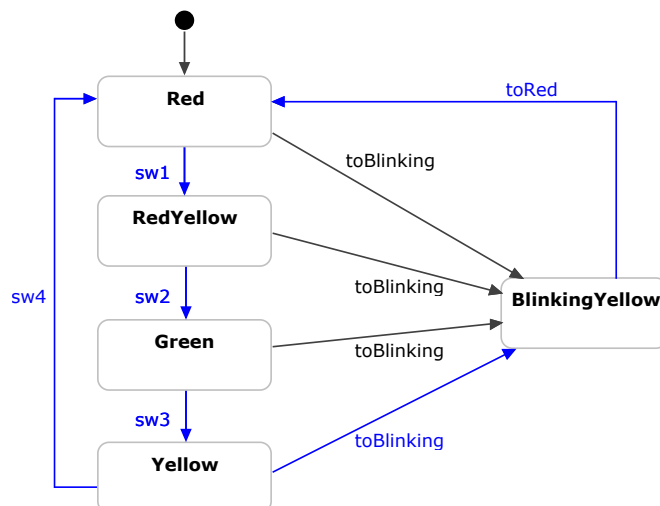 Red
toRed
toBlinking
sw1
RedYellow
toBlinking
sw4
sw2
BlinkingYellow
Green
toBlinking
sw3
toBlinking
Yellow